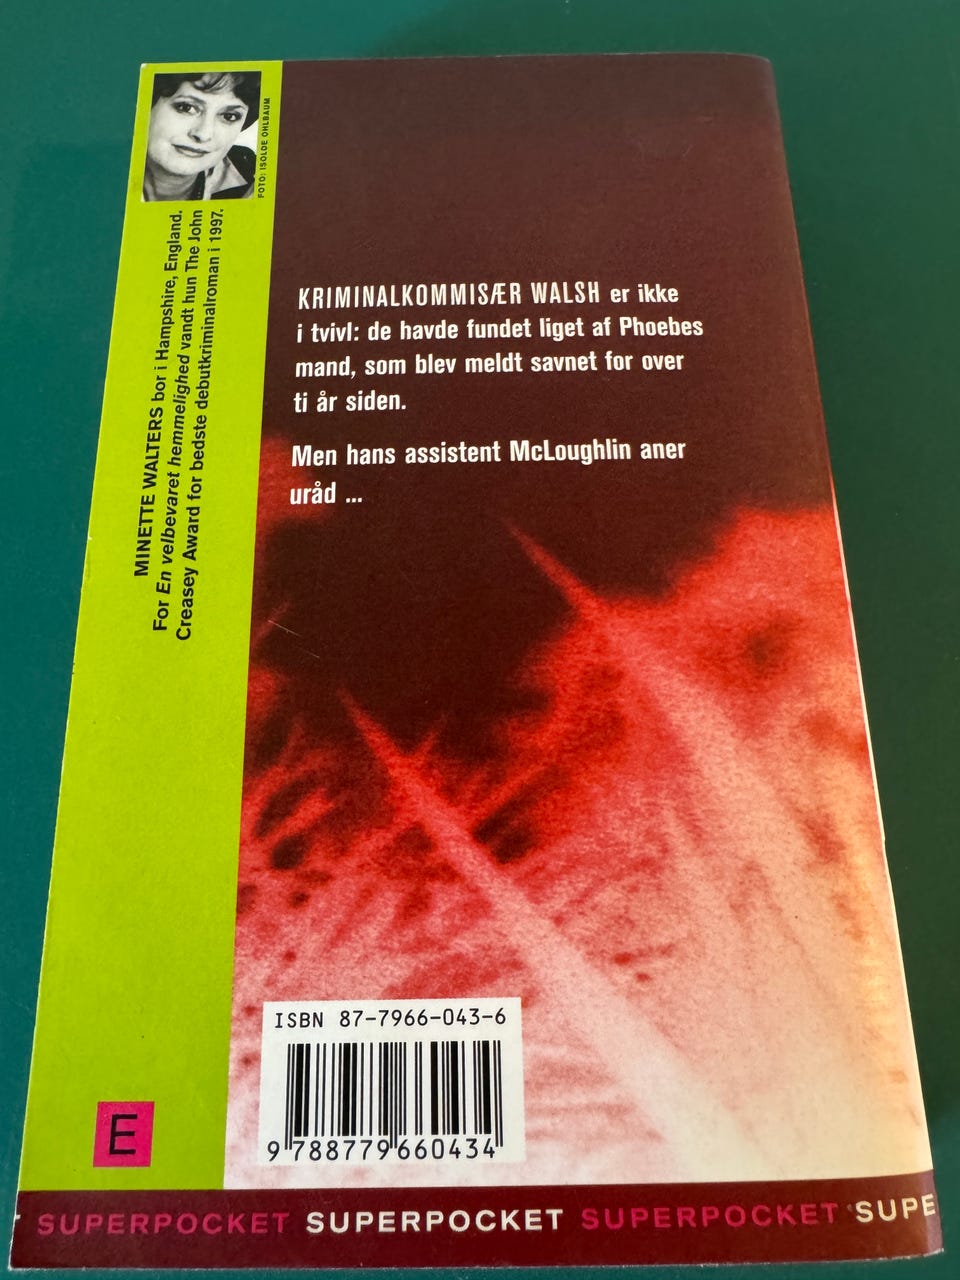 FOTO: ISOLDE OHLBAUM
MINETTE WALTERS bor i Hampshire, England.
For En velbevaret hemmelighed vandt hun The John
Creasey Award for bedste debutkriminalroman i 1997.
KRIMINALKOMMISÆR WALSH er ikke
i tvivl: de havde fundet liget af Phoebes
mand, som blev meldt savnet for over
ti år siden.
Men hans assistent McLoughlin aner
uråd ...
ISBN 87-7966-043-6
9 788779 660434
E
SUPERPOCKET SUPERPOCKET SUPERPOCKET SUPE